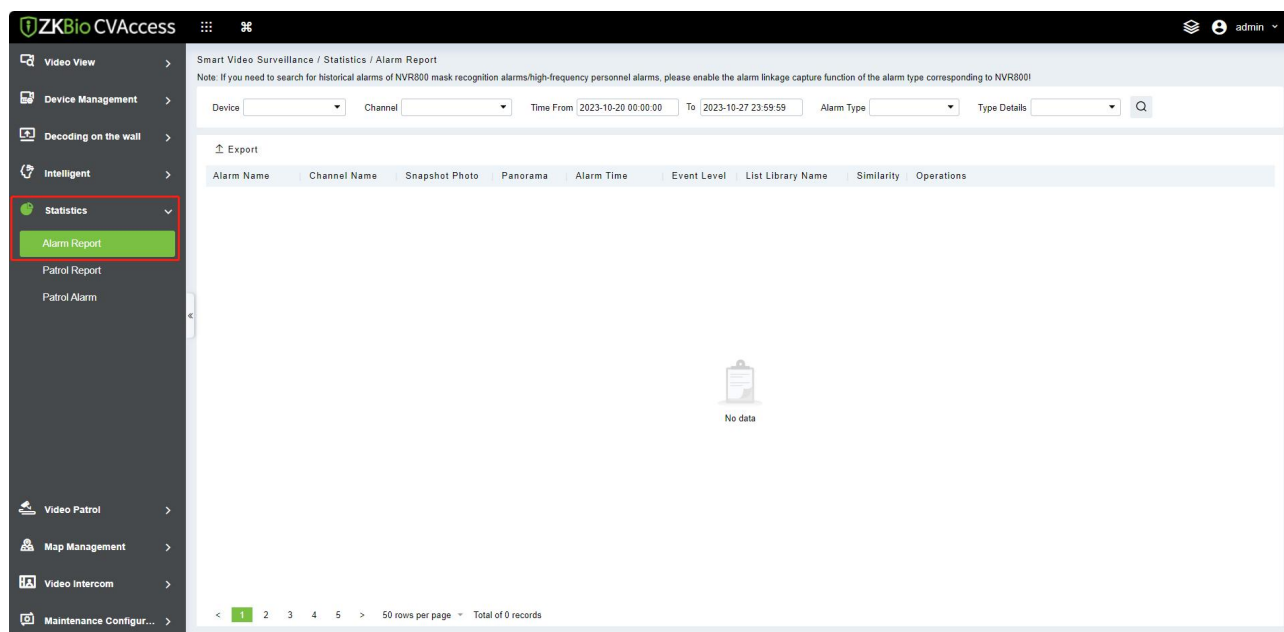 ZKBio CVAccess
admin
Video View
Device Management
Decoding on the wall
Intelligent
Statistics
Alarm Report
Patrol Report
Patrol Alarm
Video Patrol
Map Management
Video Intercom
Maintenance Configur...
Smart Video Surveillance / Statistics / Alarm Report
Note: If you need to search for historical alarms of NVR800 mask recognition alarms/high-frequency personnel alarms, please enable the alarm linkage capture function of the alarm type corresponding to NVR800!
Device Channel Time From 2023-10-20 00:00:00 To 2023-10-27 23:59:59 Alarm Type Type Details
Export
Alarm Name Channel Name Snapshot Photo Panorama Alarm Time Event Level List Library Name Similarity Operations
No data
< 1 2 3 4 5 > 50 rows per page Total of 0 records